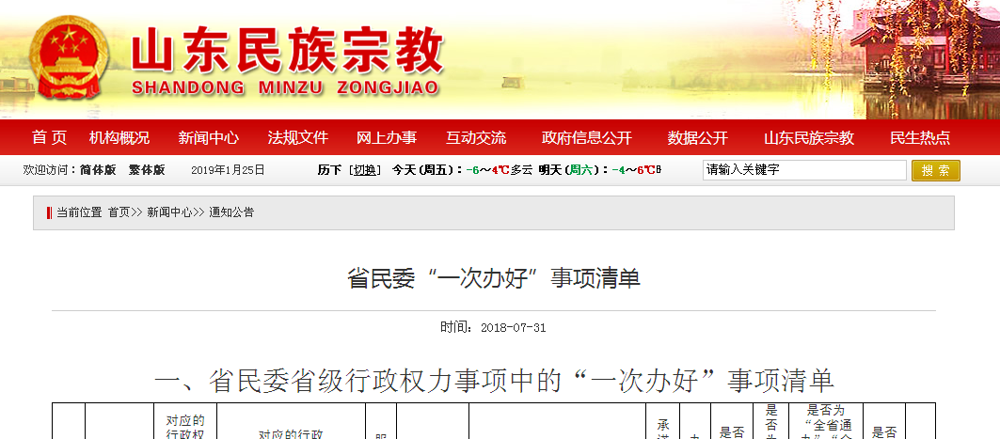 山东民族宗教
SHANDONG MINZU ZONGJIAO
首 页 机构概况 新闻中心 法规文件 网上办事 互动交流 政府信息公开 数据公开 山东民族宗教 民生热点
欢迎访问：简体版 繁体版 2019年1月25日 历下 [切换] 今天(周五)：-6～4℃多云 明天(周六)：-4～6℃ 请输入关键字 搜 索
当前位置 首页>> 新闻中心>> 通知公告
省民委“一次办好”事项清单
时间：2018-07-31
一、省民委省级行政权力事项中的“一次办好”事项清单
对应的
行政权
对应的行政
承
是否
是
否
是否为
“全省通
是否